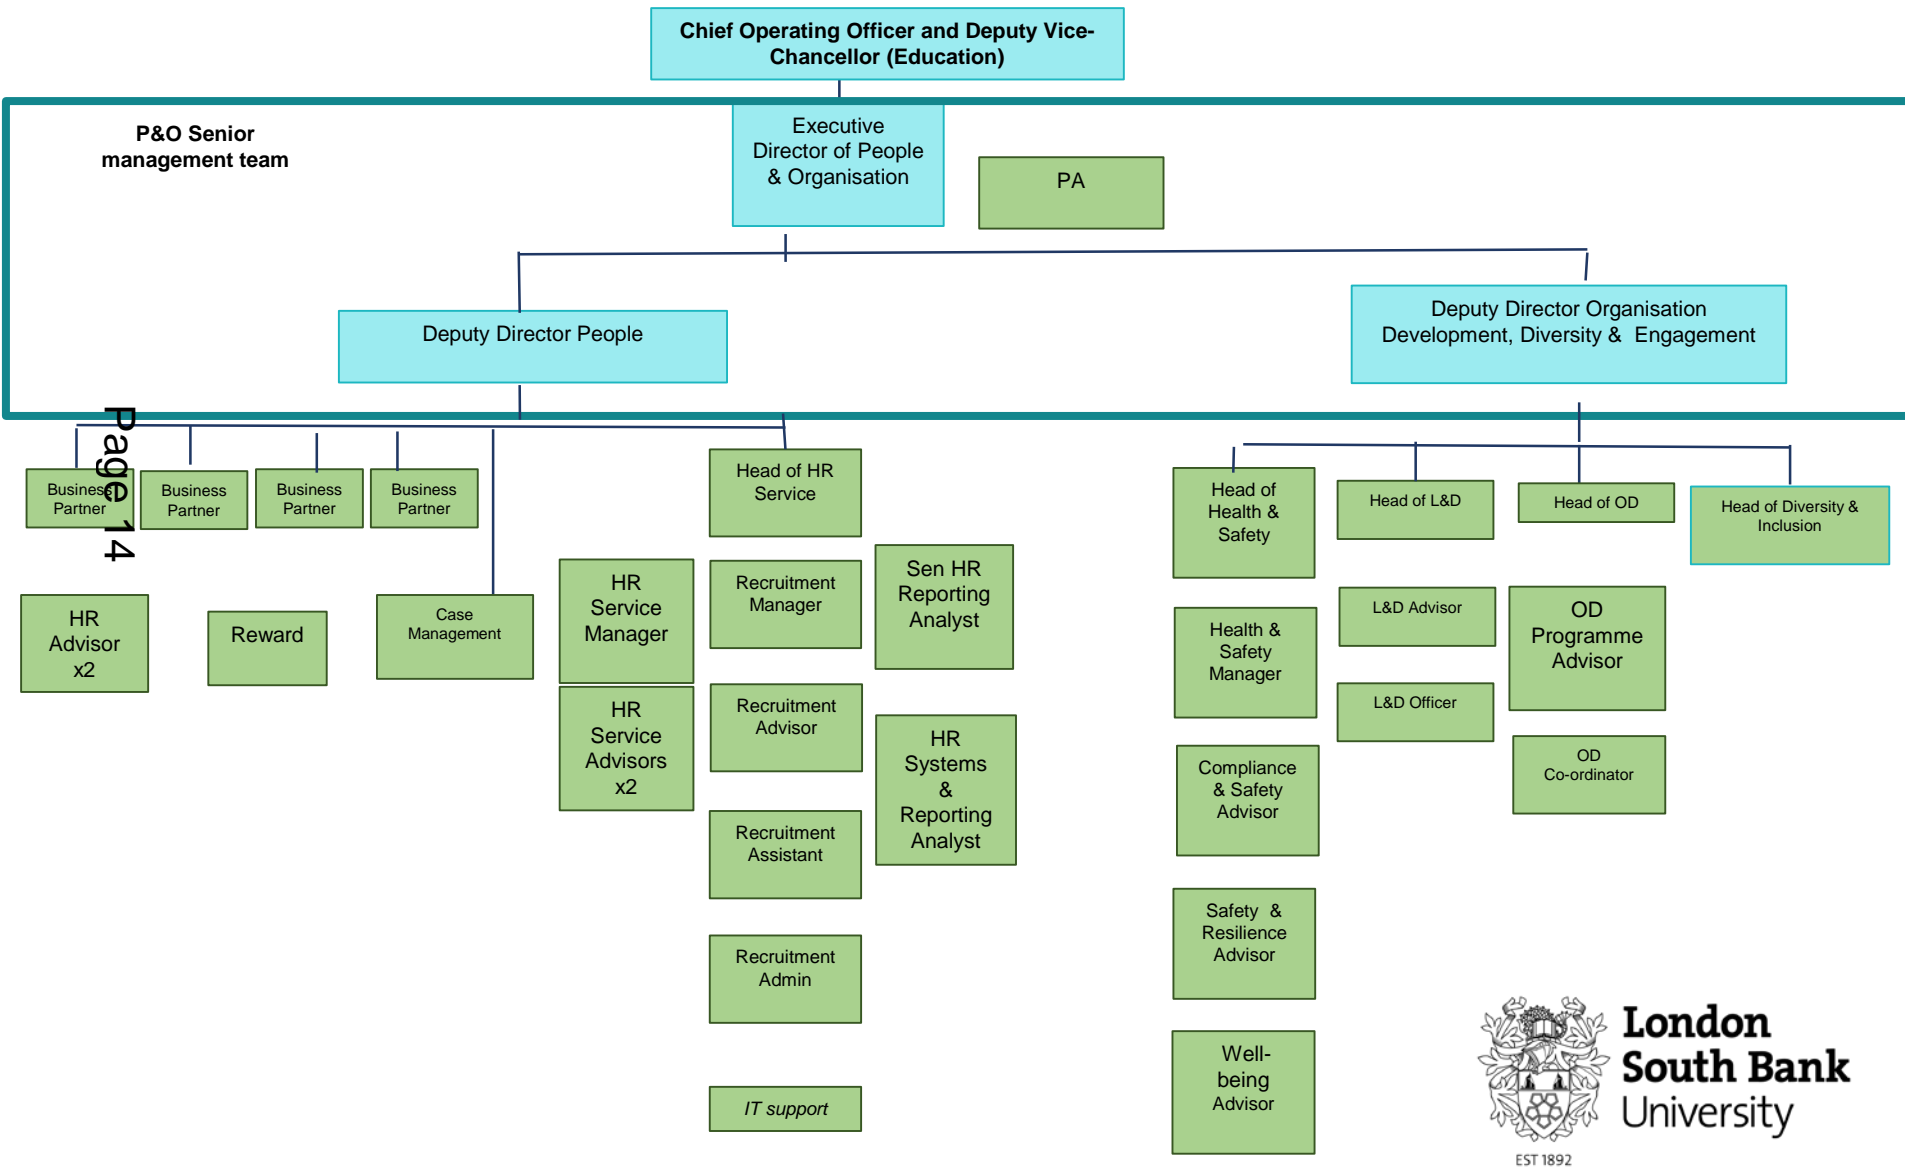 Chief Operating Officer and Deputy Vice-
Chancellor (Education)
P&O Senior
management team
Executive
Director of People
& Organisation
PA
Deputy Director People
Deputy Director Organisation
Development, Diversity &  Engagement
Page 14
Business
Partner
Business
Partner
Business
Partner
Business
Partner
Head of HR
Service
Head of
Health &
Safety
Head of L&D
Head of OD
Head of Diversity &
Inclusion
HR
Advisor
x2
Reward
Case
Management
HR
Service
Manager
Recruitment
Manager
Sen HR
Reporting
Analyst
HR
Service
Advisors
x2
Recruitment
Advisor
HR
Systems
&
Reporting
Analyst
Recruitment
Assistant
Recruitment
Admin
IT support
Health &
Safety
Manager
L&D Advisor
OD
Programme
Advisor
L&D Officer
Compliance
& Safety
Advisor
OD
Co-ordinator
Safety  &
Resilience
Advisor
Well-
being
Advisor
London
South Bank
University
EST 1892